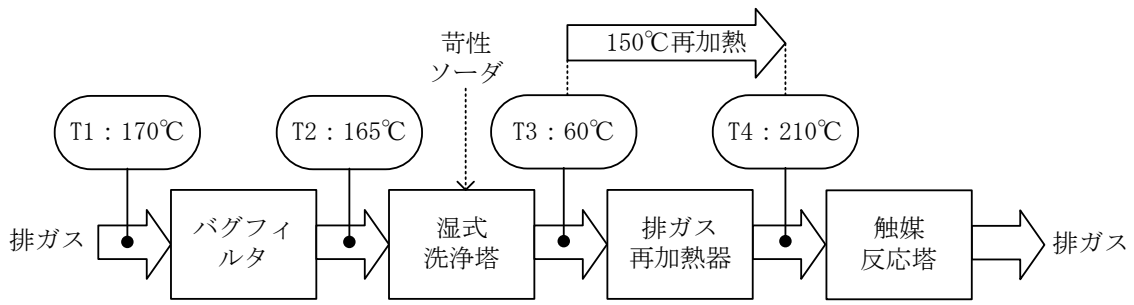 150℃再加熱
苛性
ソーダ
T1：170℃
T2：165℃
T3：60℃
T4：210℃
排ガス
バグフィ
ルタ
湿式
洗浄塔
排ガス
再加熱器
触媒
反応塔
排ガス